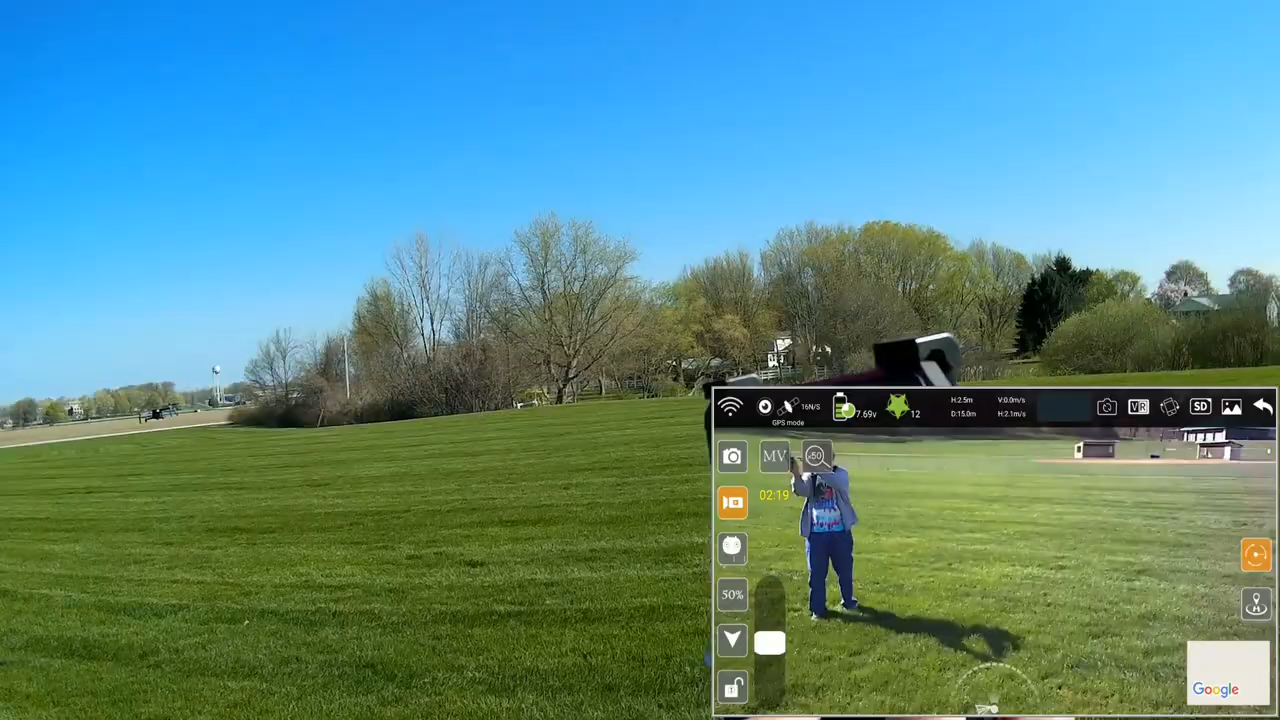 16N/S
GPS mode
7.69v
12
H:2.5m
D:15.0m
V:0.0m/s
H:2.1m/s
VR
SD
MV
x50
02:19
50%
H
Google